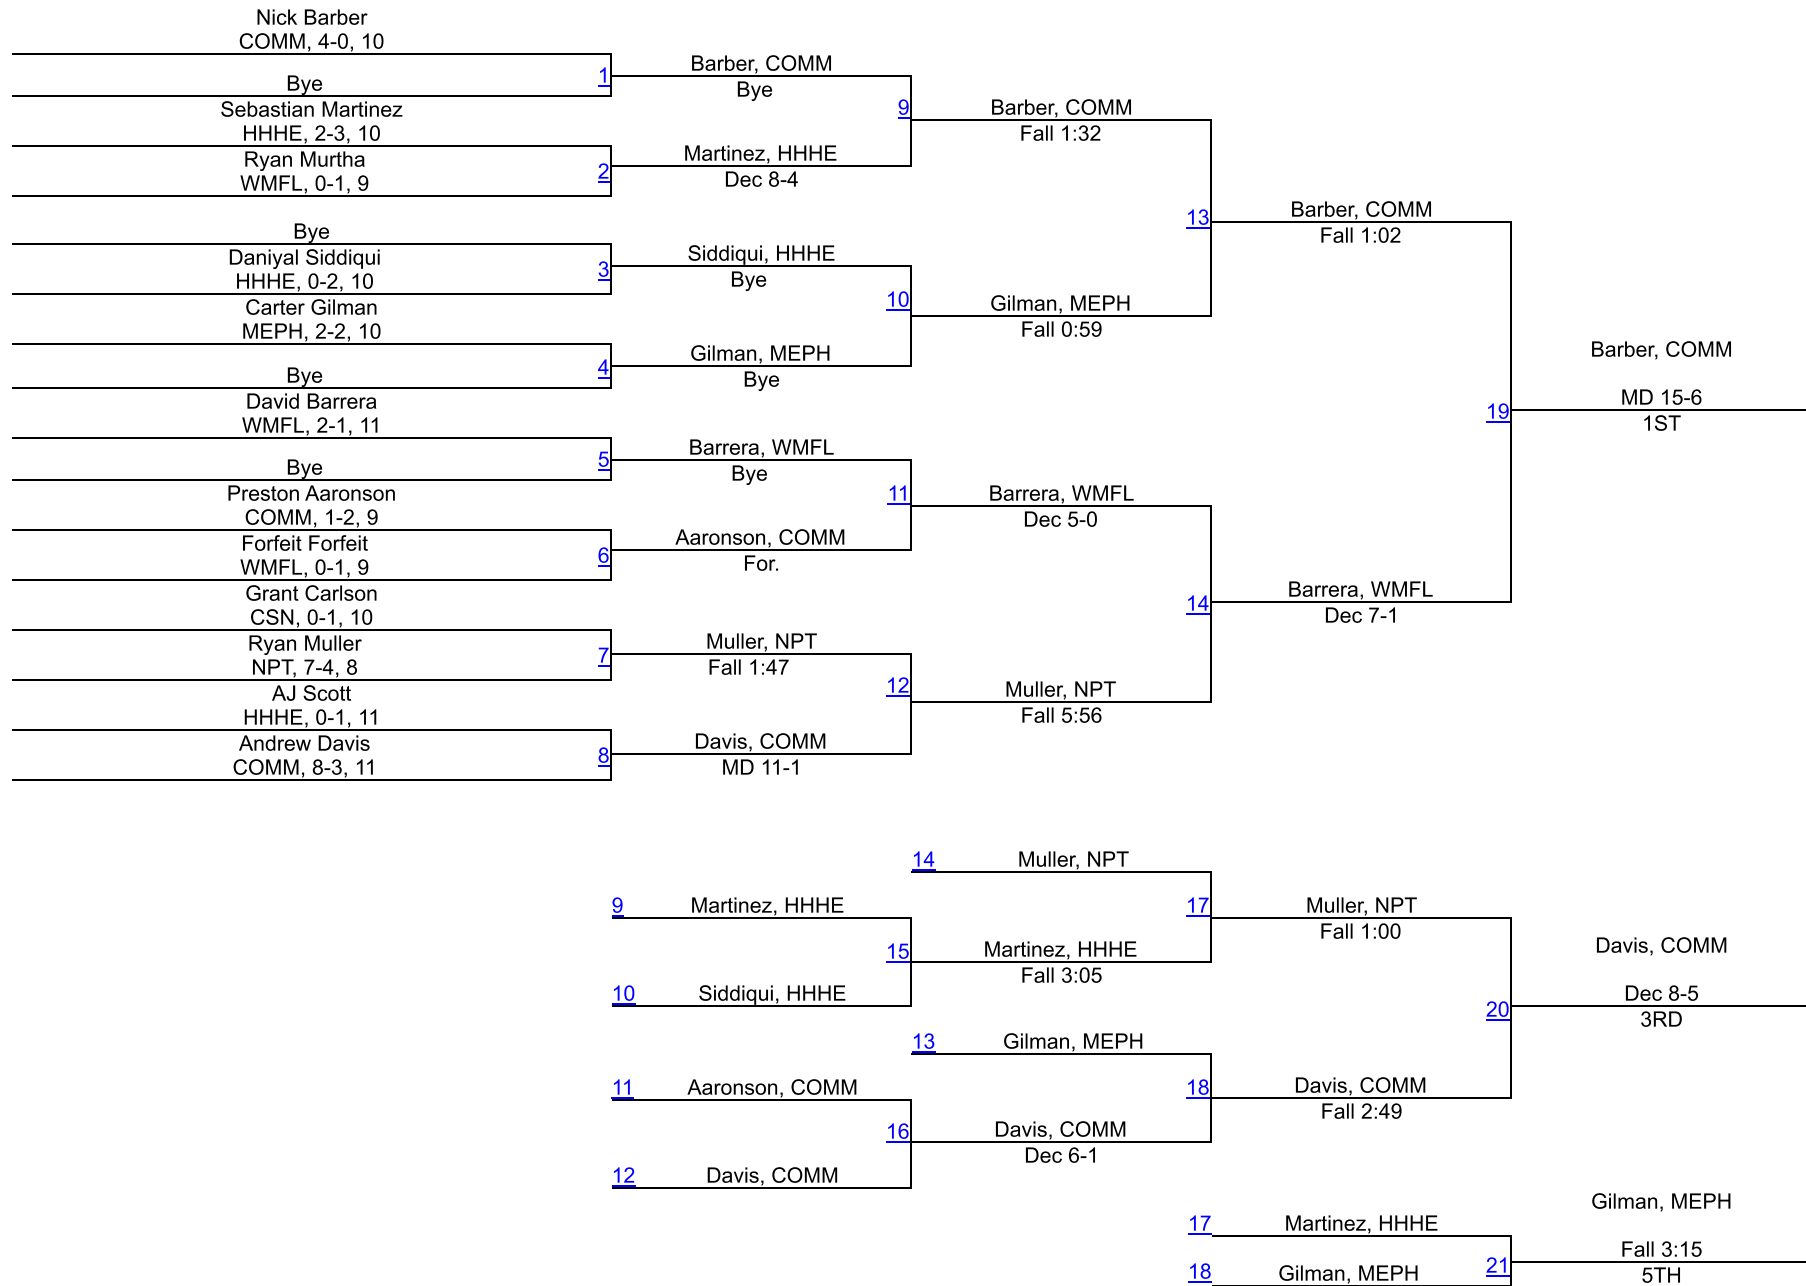 Nick Barber
COMM, 4-0, 10
1
Bye
Sebastian Martinez
HHHE, 2-3, 10
2
Ryan Murtha
WMFL, 0-1, 9
Bye
3
Daniyal Siddiqui
HHHE, 0-2, 10
Carter Gilman
MEPH, 2-2, 10
4
Bye
David Barrera
WMFL, 2-1, 11
5
Bye
Preston Aaronson
COMM, 1-2, 9
6
Forfeit Forfeit
WMFL, 0-1, 9
Grant Carlson
CSN, 0-1, 10
7
Ryan Muller
NPT, 7-4, 8
AJ Scott
HHHE, 0-1, 11
8
Andrew Davis
COMM, 8-3, 11
Barber, COMM
Bye
9
Martinez, HHHE
Dec 8-4
Siddiqui, HHHE
Bye
10
Gilman, MEPH
Bye
Barrera, WMFL
Bye
11
Aaronson, COMM
For.
Muller, NPT
Fall 1:47
12
Davis, COMM
MD 11-1
Barber, COMM
Fall 1:32
13
Gilman, MEPH
Fall 0:59
Barrera, WMFL
Dec 5-0
14
Muller, NPT
Fall 5:56
Barber, COMM
Fall 1:02
19
Barrera, WMFL
Dec 7-1
Barber, COMM
MD 15-6
1ST
14
Muller, NPT
9
Martinez, HHHE
17
15
Martinez, HHHE
Fall 3:05
10
Siddiqui, HHHE
13
Gilman, MEPH
11
Aaronson, COMM
18
16
Davis, COMM
Dec 6-1
12
Davis, COMM
Muller, NPT
Fall 1:00
20
Davis, COMM
Fall 2:49
Davis, COMM
Dec 8-5
3RD
17
Martinez, HHHE
21
18
Gilman, MEPH
Gilman, MEPH
Fall 3:15
5TH